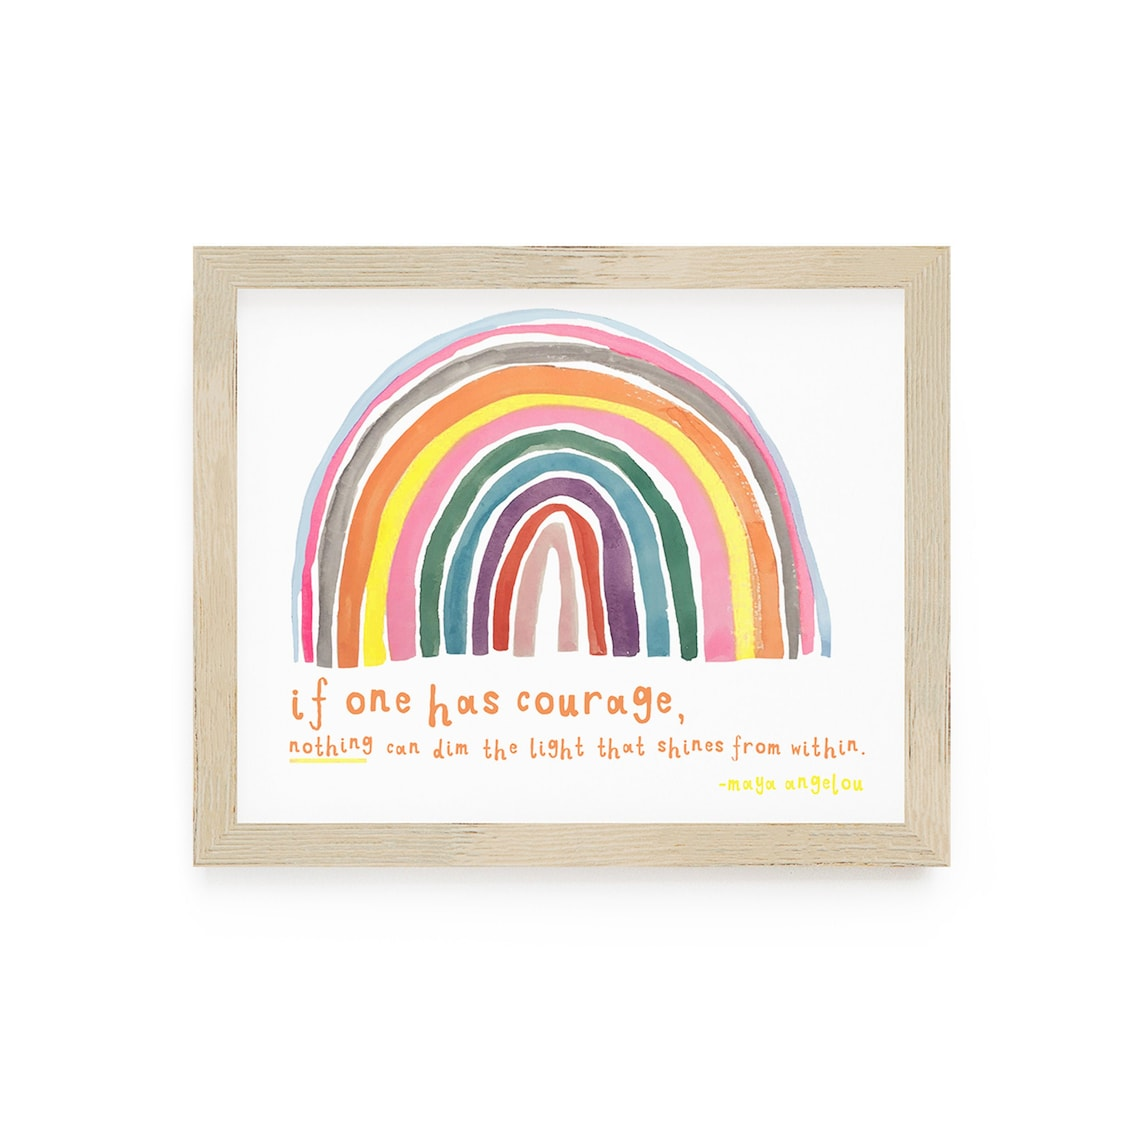 if one has courage,
nothing can dim the light that shines from within.
-maya angelou